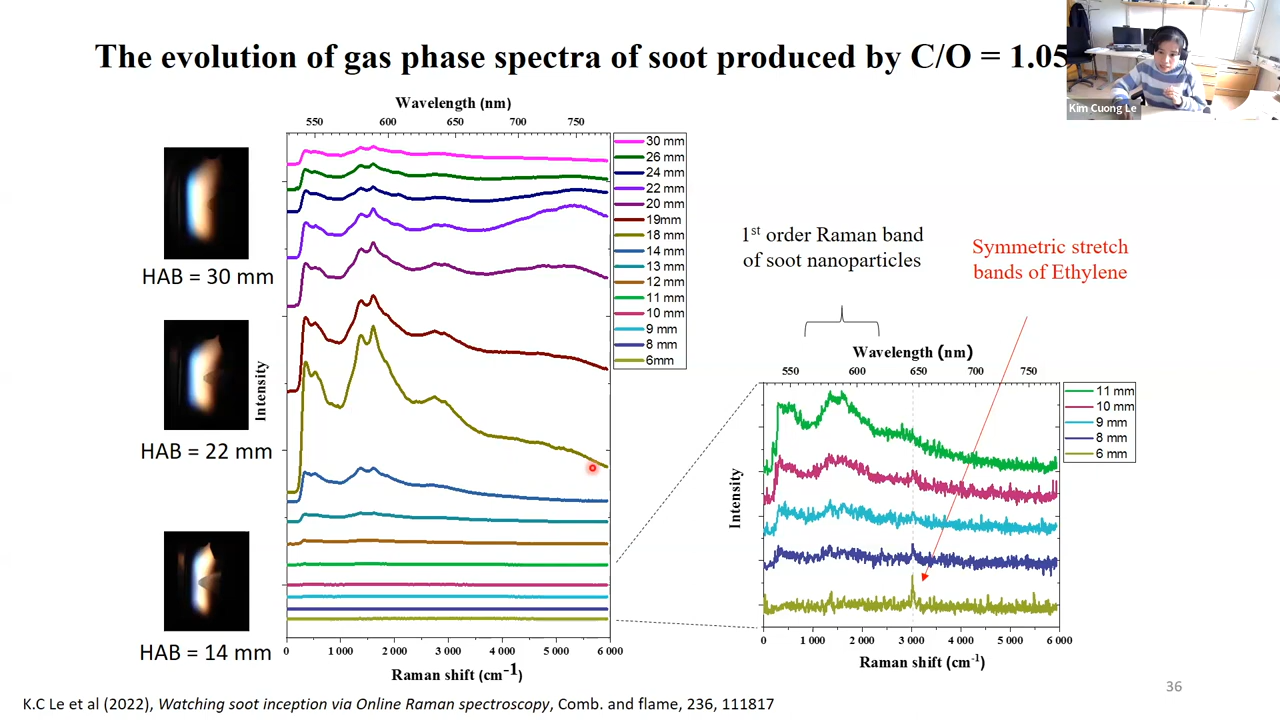 The evolution of gas phase spectra of soot produced by C/O = 1.05
Kim Cuong Le
HAB = 30 mm
HAB = 22 mm
HAB = 14 mm
Wavelength (nm)
550 600 650 700 750
Intensity
0 1 000 2 000 3 000 4 000 5 000 6 000
Raman shift (cm-1)
30 mm
26 mm
24 mm
22 mm
20 mm
19mm
18 mm
14 mm
13 mm
12 mm
11 mm
10 mm
9 mm
8 mm
6mm
1st order Raman band
of soot nanoparticles
Symmetric stretch
bands of Ethylene
Wavelength (nm)
550 600 650 700 750
Intensity
0 1 000 2 000 3 000 4 000 5 000 6 000
Raman shift (cm-1)
11 mm
10 mm
9 mm
8 mm
6 mm
36
K.C Le et al (2022), Watching soot inception via Online Raman spectroscopy, Comb. and flame, 236, 111817